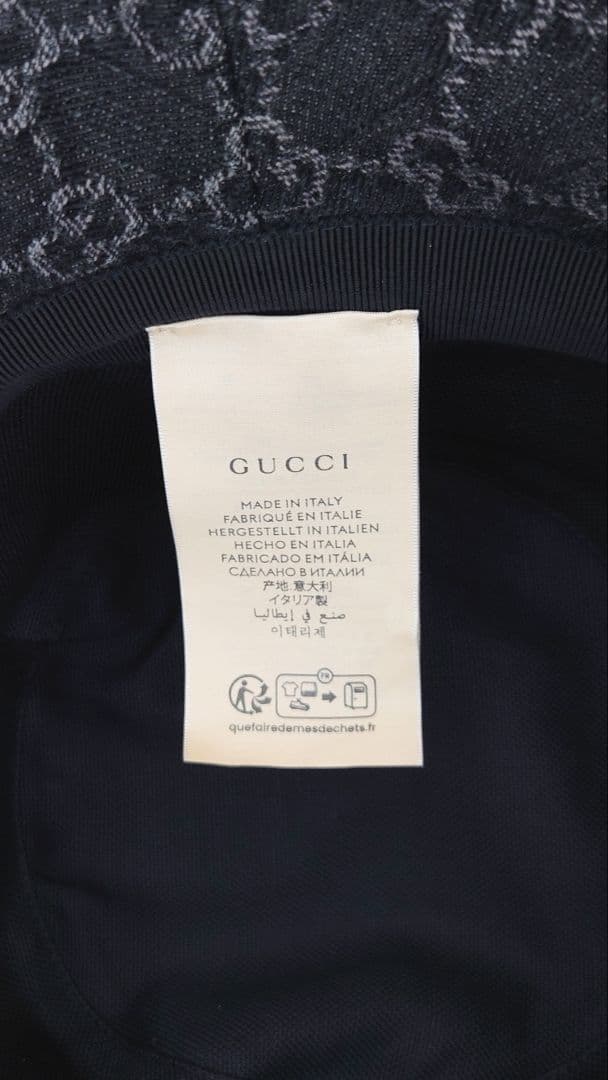 GUCCI
MADE IN ITALY
FABRIQUÉ EN ITALIE
HERGESTELLT IN ITALIEN
HECHO EN ITALIA
FABRICADO EM ITÁLIA
СДЕЛАНО В ИТАЛИИ
产地.意大利
イタリア製
صنع في إيطاليا
이태리제
FR
quefairedemesdechets.fr